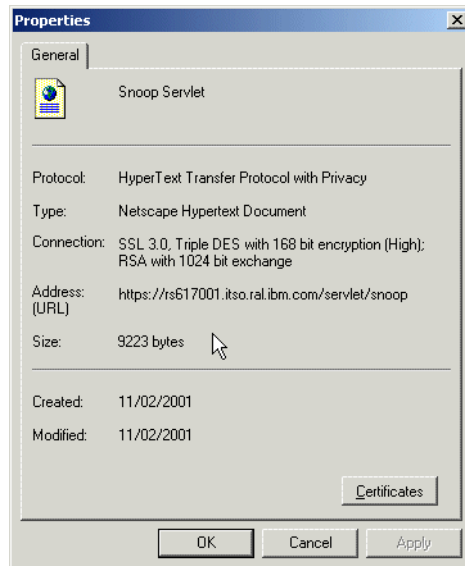 Properties
General
Snoop Servlet
Protocol: HyperText Transfer Protocol with Privacy
Type: Netscape Hypertext Document
Connection: SSL 3.0, Triple DES with 168 bit encryption (High);
RSA with 1024 bit exchange
Address: https://rs617001.itso.ral.ibm.com/servlet/snoop
(URL)
Size: 9223 bytes
Created: 11/02/2001
Modified: 11/02/2001
Certificates
OK Cancel Apply